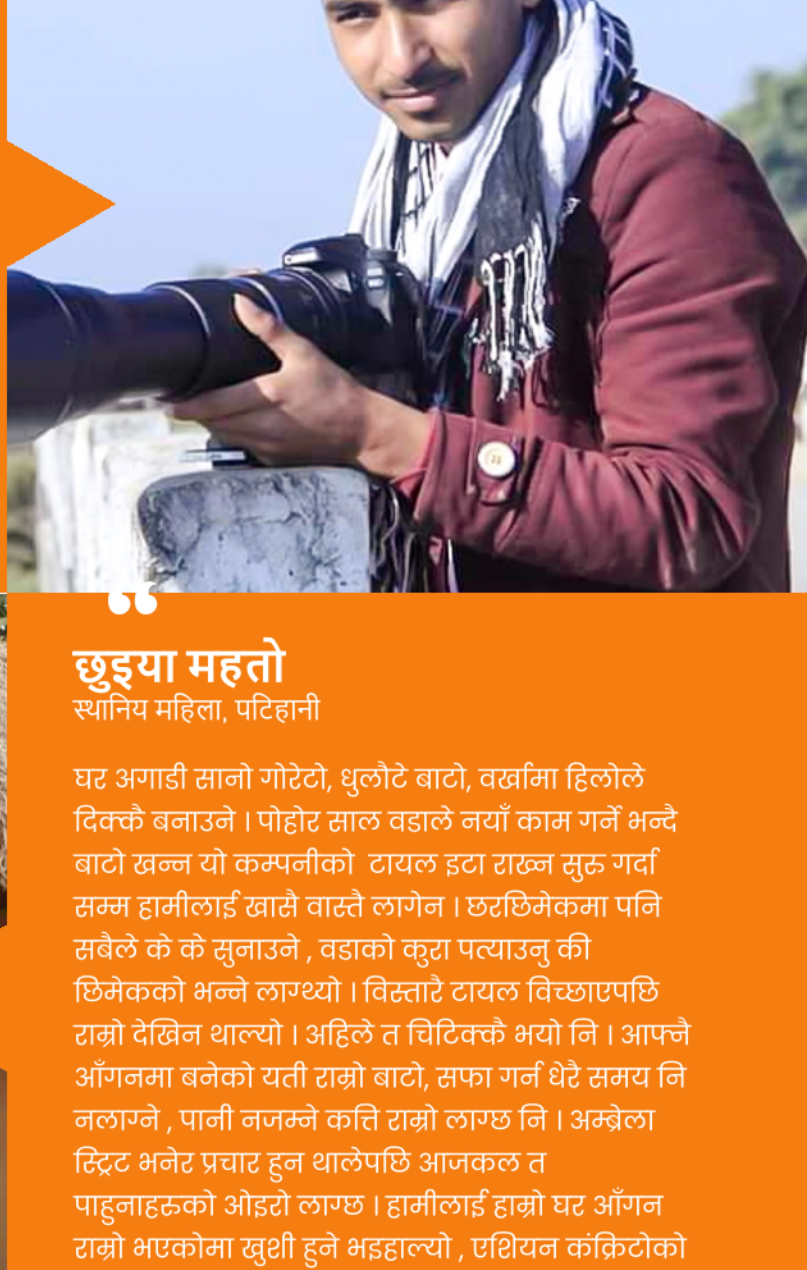 “
छुइया महतो
स्थानिय महिला, पटिहानी
घर अगाडी सानो गोरेटो, धुलौटे बाटो, वर्खामा हिलोले
दिक्कै बनाउने । पोहोर साल वडाले नयाँ काम गर्ने भन्दै
बाटो खन्न यो कम्पनीको  टायल इटा राख्न सुरु गर्दा
सम्म हामीलाई खासै वास्तै लागेन । छरछिमेकमा पनि
सबैले के के सुनाउने , वडाको कुरा पत्याउनु की
छिमेकको भन्ने लाग्थ्यो । विस्तारै टायल विच्छाएपछि
राम्रो देखिन थाल्यो । अहिले त चिटिक्कै भयो नि । आफ्नै
आँगनमा बनेको यती राम्रो बाटो, सफा गर्न धेरै समय नि
नलाग्ने , पानी नजम्ने कत्ति राम्रो लाग्छ नि । अम्ब्रेला
स्ट्रिट भनेर प्रचार हुन थालेपछि आजकल त
पाहुनाहरुको ओइरो लाग्छ । हामीलाई हाम्रो घर आँगन
राम्रो भएकोमा खुशी हुने भइहाल्यो , एशियन कंक्रिटोको